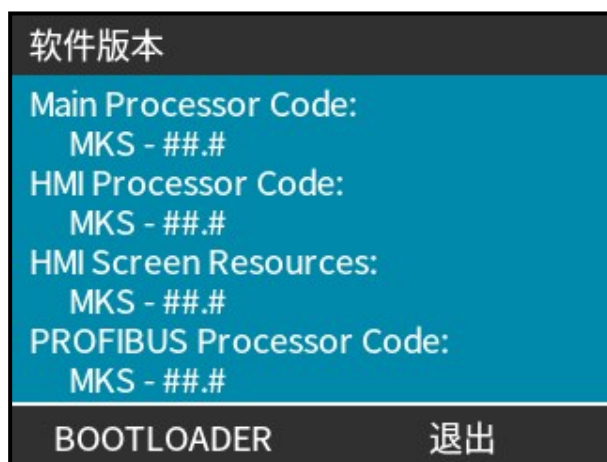 软件版本
Main Processor Code:
MKS - ##.#
HMI Processor Code:
MKS - ##.#
HMI Screen Resources:
MKS - ##.#
PROFIBUS Processor Code:
MKS - ##.#
BOOTLOADER 退出